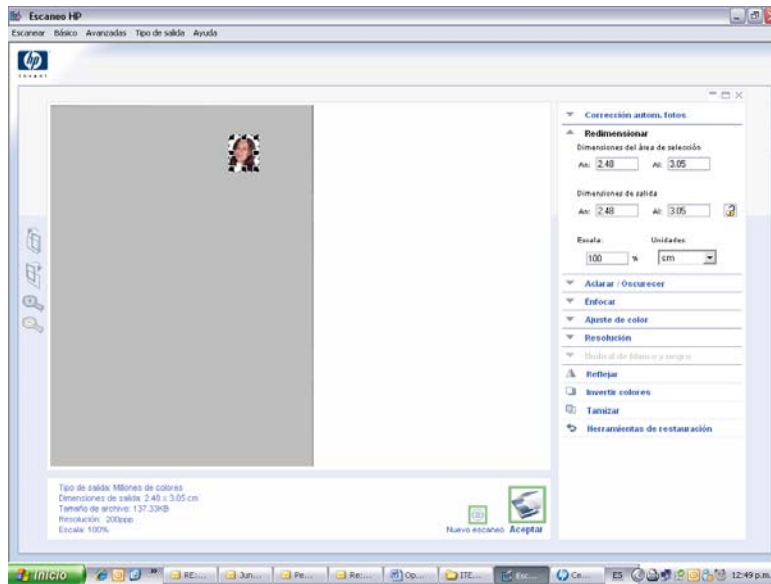 Escaneo HP
Escanear Básico Avanzadas Tipo de salida Ayuda
hp
invent
Corrección autom. fotos
Redimensionar
Dimensiones del área de selección
An: 2.48 Al: 3.05
Dimensiones de salida
An: 2.48 Al: 3.05
Escala: Unidades:
100 % cm
Aclarar / Oscurecer
Enfocar
Ajuste de color
Resolución
Umbral de blanco y negro
Reflejar
Invertir colores
Tamizar
Herramientas de restauración
Tipo de salida: Millones de colores
Dimensiones de salida: 2.48 x 3.05 cm
Tamaño de archivo: 137.33KB
Resolución: 200ppp
Escala: 100%
Nuevo escaneo Aceptar
Inicio RE:... Jun... Pe... Re:... Op... ITE... Esc... Ce... ES 12:49 p.m.